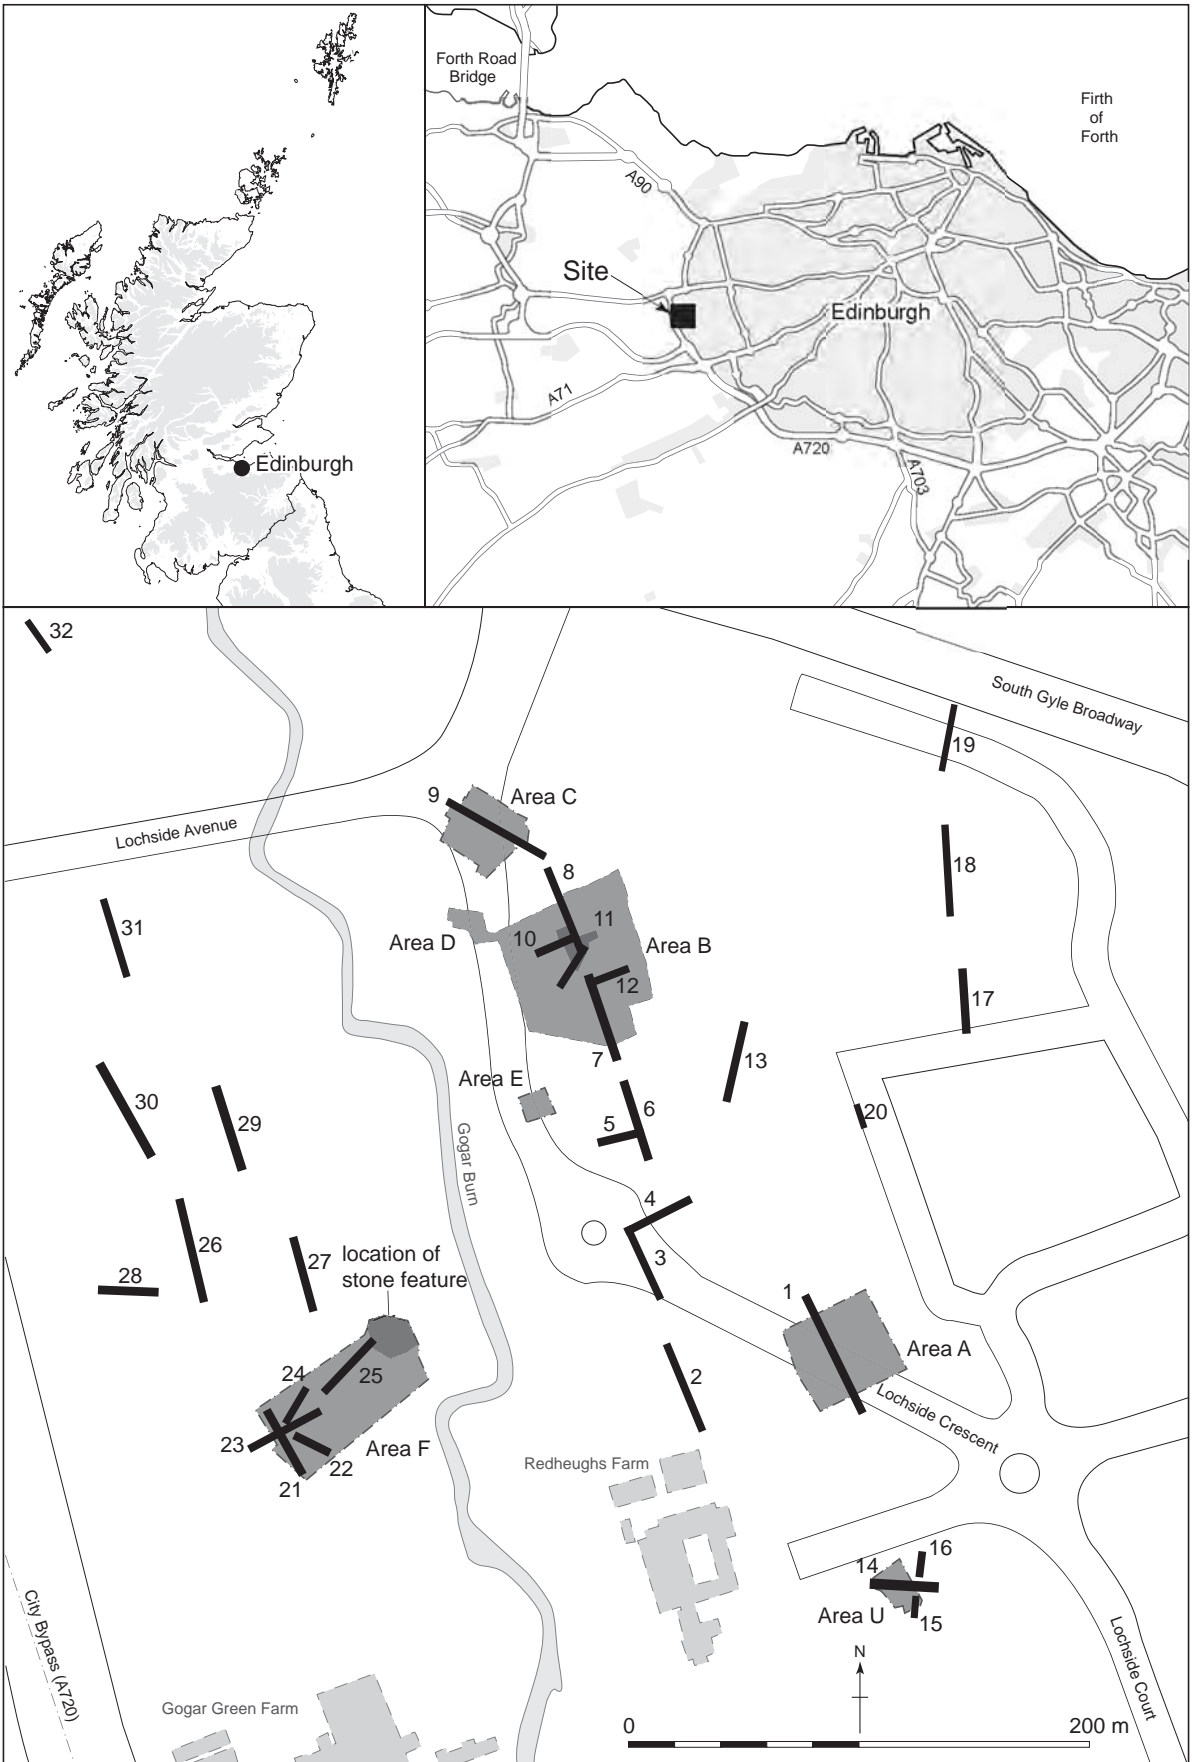 Edinburgh
Forth Road
Bridge
Firth
of
Forth
A90
Site
Edinburgh
A71
A720
A703
32
South Gyle Broadway
19
9
Area C
Lochside Avenue
8
18
31
11
10
Area D
Area B
12
17
7
13
Area E
30
6
20
29
5
Gogar Burn
4
26
27
location of
stone feature
3
28
1
Area A
24
25
2
Lochside Crescent
23
Area F
22
21
Redheughs Farm
16
14
Area U
15
City Bypass (A720)
Lochside Court
N
Gogar Green Farm
0
200 m